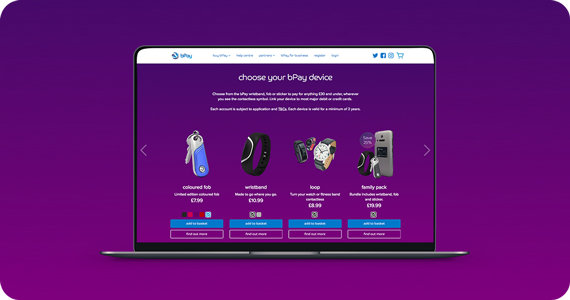 bPay
buy bPay
help centre
partners
bPay for business
register
login
choose your bPay device
Choose from the bPay wristband, fob or sticker to pay for anything £30 and under, wherever
you see the contactless symbol. Link your device to most major debit or credit cards.
Each account is subject to application and T&Cs. Each device is valid for a minimum of 2 years.
Save
25%
coloured fob
Limited edition coloured fob
£7.99
add to basket
find out more
wristband
Made to go where you go
£10.99
add to basket
find out more
loop
Turn your watch or fitness band
contactless
£8.99
add to basket
find out more
family pack
Bundle includes wristband, fob
and sticker.
£19.99
add to basket
find out more